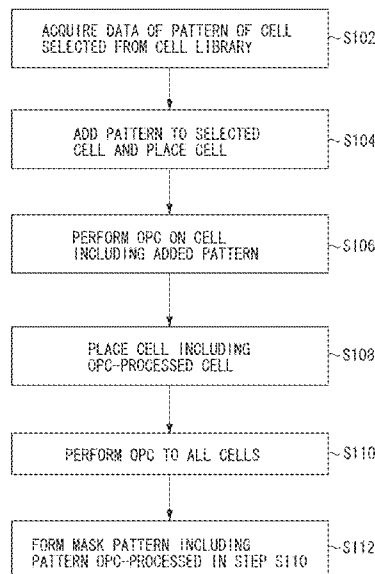 ACQUIRE DATA OF PATTERN OF CELL
SELECTED FROM CELL LIBRARY
S102
ADD PATTERN TO SELECTED
CELL AND PLACE CELL
S104
PERFORM OPC ON CELL
INCLUDING ADDED PATTERN
S106
PLACE CELL INCLUDING
OPC-PROCESSED CELL
S108
PERFORM OPC TO ALL CELLS
S110
FORM MASK PATTERN INCLUDING
PATTERN OPC-PROCESSED IN STEP S110
S112